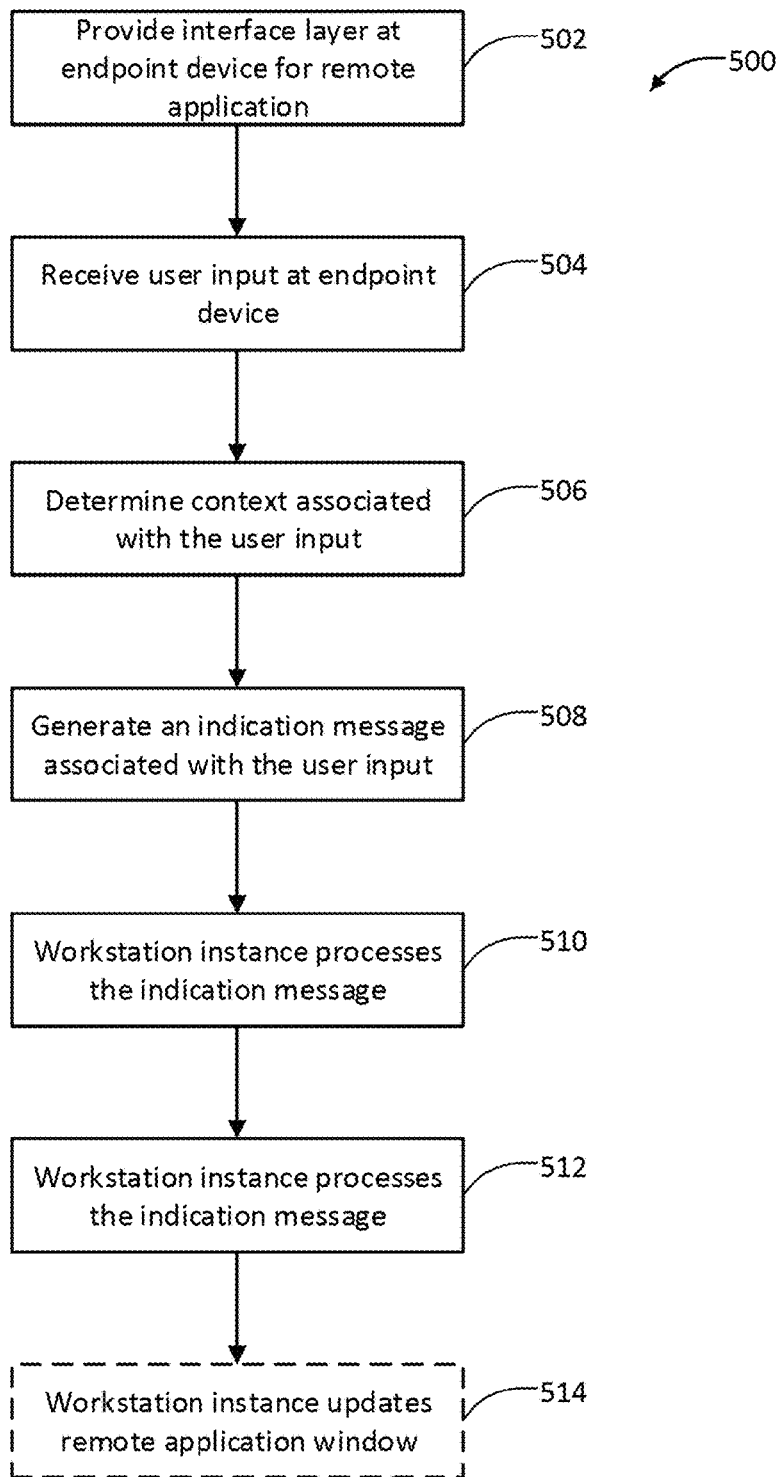 Provide interface layer at
endpoint device for remote
application
502
500
Receive user input at endpoint
device
504
Determine context associated
with the user input
506
Generate an indication message
associated with the user input
508
Workstation instance processes
the indication message
510
Workstation instance processes
the indication message
512
Workstation instance updates
remote application window
514